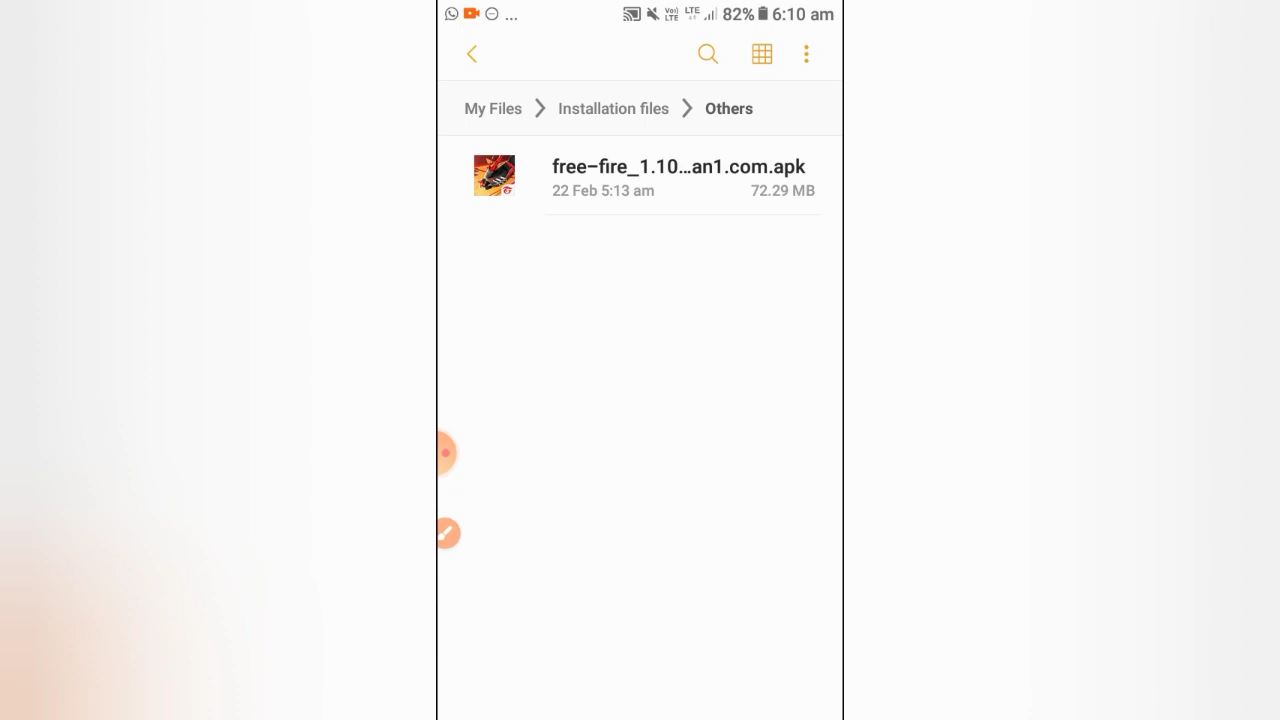 ... 82% 6:10 am
My Files Installation files Others
free-fire_1.10...an1.com.apk
22 Feb 5:13 am 72.29 MB